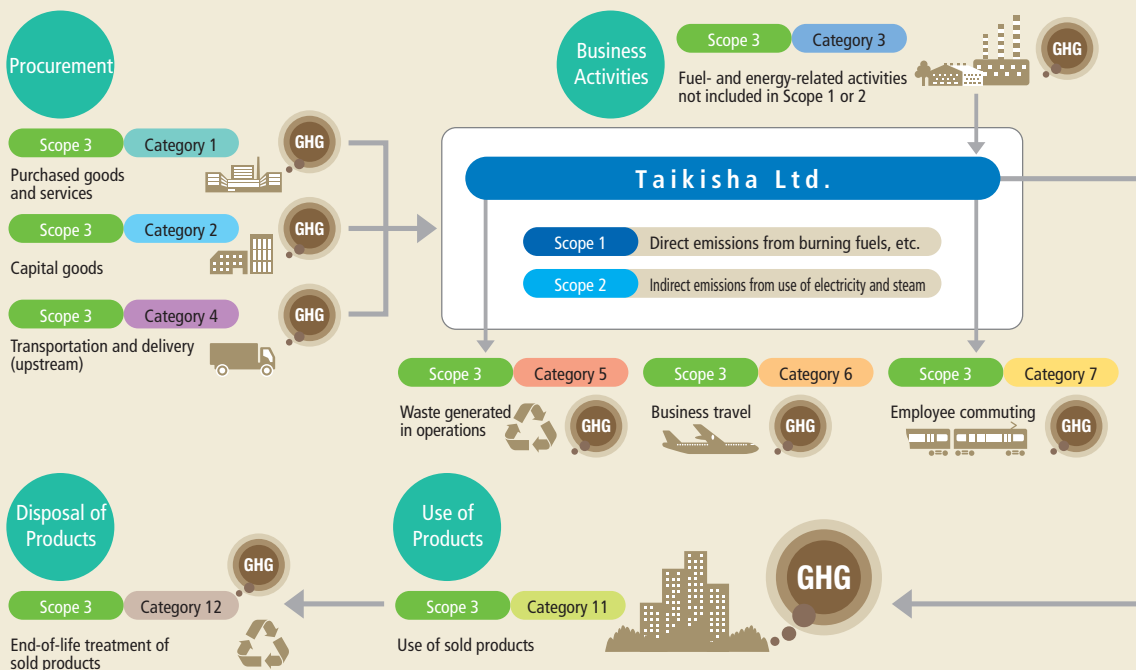 Procurement
Scope 3 Category 1
GHG
Purchased goods
and services
Scope 3 Category 2
GHG
Capital goods
Scope 3 Category 4
GHG
Transportation and delivery
(upstream)
Business
Activities
Scope 3 Category 3
GHG
Fuel- and energy-related activities
not included in Scope 1 or 2
Taikisha Ltd.
Scope 1 Direct emissions from burning fuels, etc.
Scope 2 Indirect emissions from use of electricity and steam
Scope 3 Category 5
Waste generated
in operations
GHG
Scope 3 Category 6
Business travel
GHG
Scope 3 Category 7
Employee commuting
GHG
Use of
Products
GHG
Scope 3 Category 11
Use of sold products
Disposal of
Products
GHG
Scope 3 Category 12
End-of-life treatment of
sold products